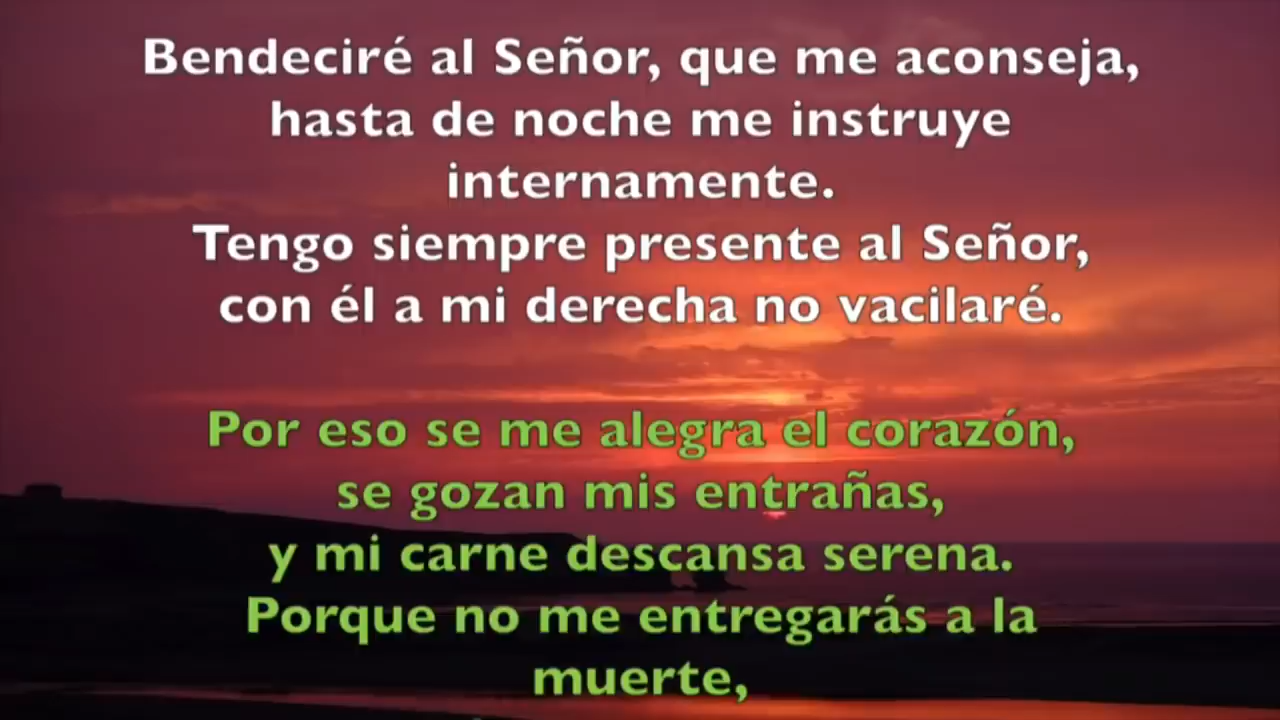 Bendeciré al Señor, que me aconseja,
hasta de noche me instruye
internamente.
Tengo siempre presente al Señor,
con él a mi derecha no vacilaré.
Por eso se me alegra el corazón,
se gozan mis entrañas,
y mi carne descansa serena.
Porque no me entregarás a la
muerte,